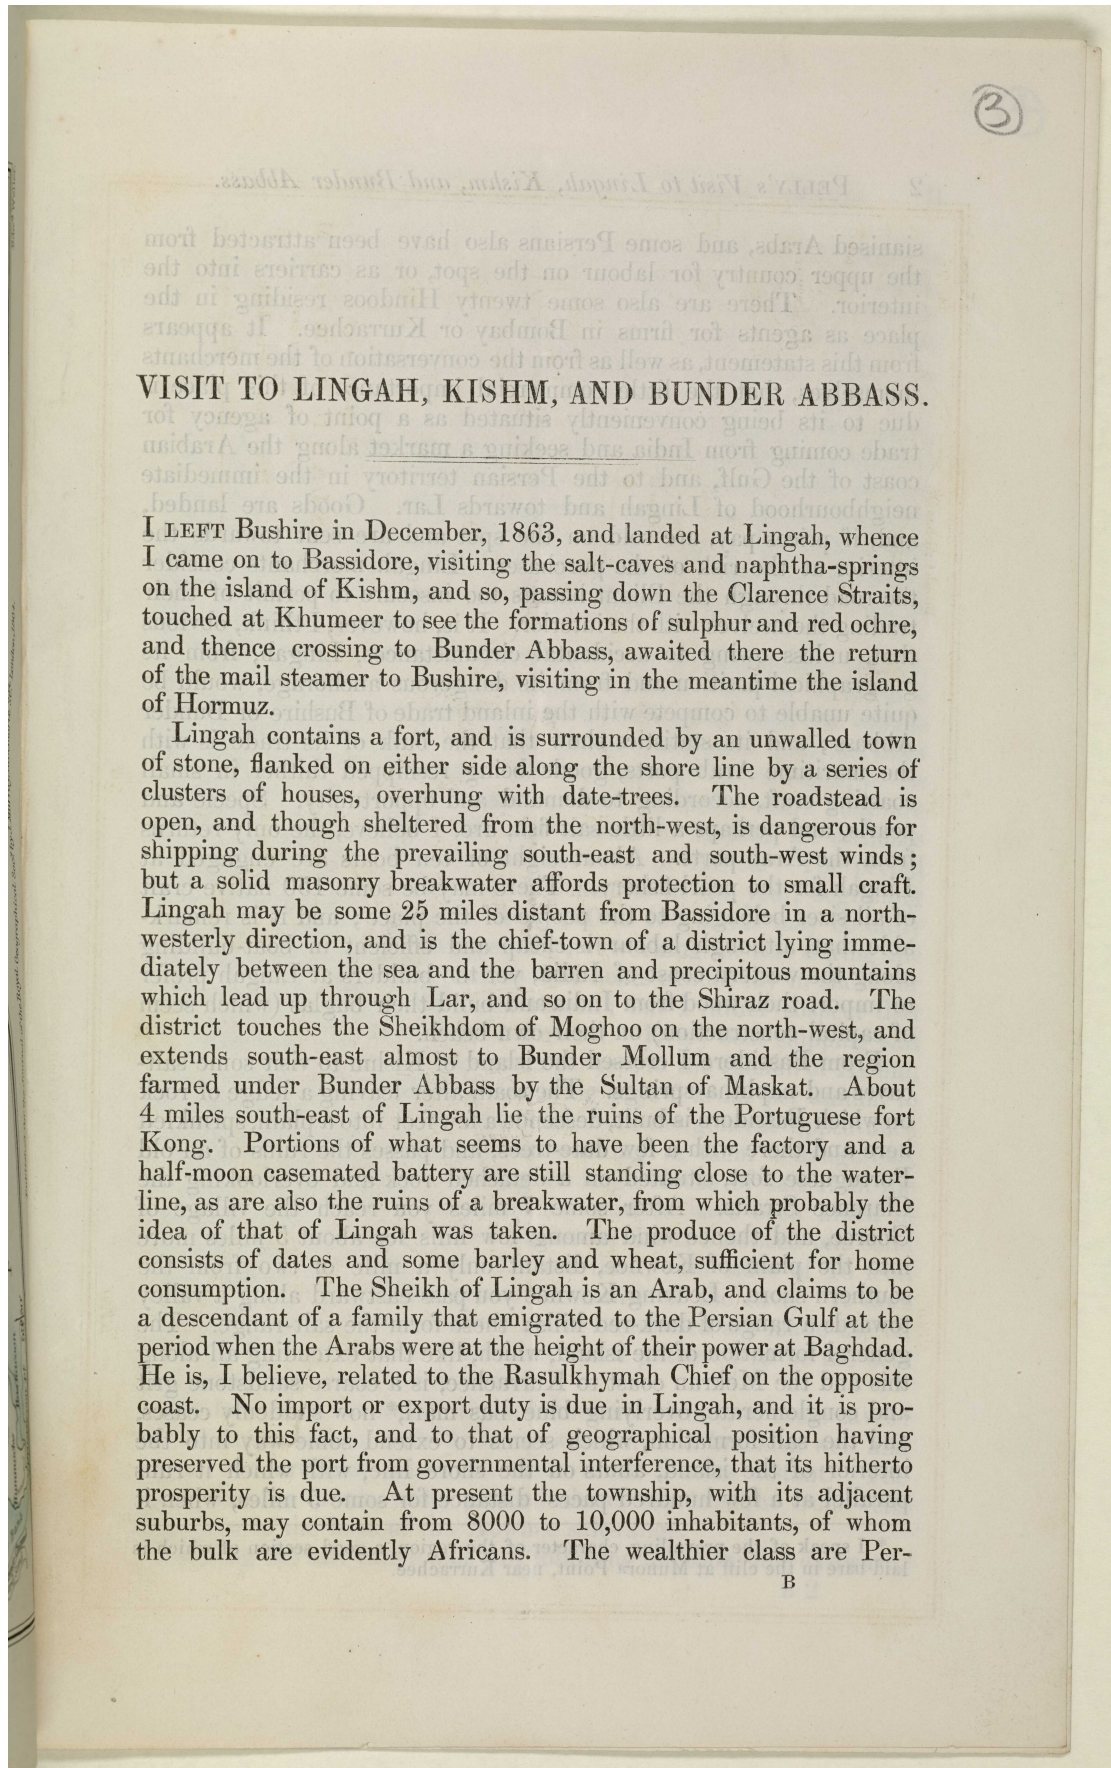 3
VISIT TO LINGAH, KISHM, AND BUNDER ABBASS.
I LEFT Bushire in December, 1863, and landed at Lingah, whence
I came on to Bassidore, visiting the salt-caves and naphtha-springs
on the island of Kishm, and so, passing down the Clarence Straits,
touched at Khumeer to see the formations of sulphur and red ochre,
and thence crossing to Bunder Abbass, awaited there the return
of the mail steamer to Bushire, visiting in the meantime the island
of Hormuz.
Lingah contains a fort, and is surrounded by an unwalled town
of stone, flanked on either side along the shore line by a series of
clusters of houses, overhung with date-trees. The roadstead is
open, and though sheltered from the north-west, is dangerous for
shipping during the prevailing south-east and south-west winds;
but a solid masonry breakwater affords protection to small craft.
Lingah may be some 25 miles distant from Bassidore in a north-
westerly direction, and is the chief-town of a district lying imme-
diately between the sea and the barren and precipitous mountains
which lead up through Lar, and so on to the Shiraz road. The
district touches the Sheikhdom of Moghoo on the north-west, and
extends south-east almost to Bunder Mollum and the region
farmed under Bunder Abbass by the Sultan of Maskat. About
4 miles south-east of Lingah lie the ruins of the Portuguese fort
Kong. Portions of what seems to have been the factory and a
half-moon casemated battery are still standing close to the water-
line, as are also the ruins of a breakwater, from which probably the
idea of that of Lingah was taken. The produce of the district
consists of dates and some barley and wheat, sufficient for home
consumption. The Sheikh of Lingah is an Arab, and claims to be
a descendant of a family that emigrated to the Persian Gulf at the
period when the Arabs were at the height of their power at Baghdad.
He is, I believe, related to the Rasulkhymah Chief on the opposite
coast. No import or export duty is due in Lingah, and it is pro-
bably to this fact, and to that of geographical position having
preserved the port from governmental interference, that its hitherto
prosperity is due. At present the township, with its adjacent
suburbs, may contain from 8000 to 10,000 inhabitants, of whom
the bulk are evidently Africans. The wealthier class are Per-
B